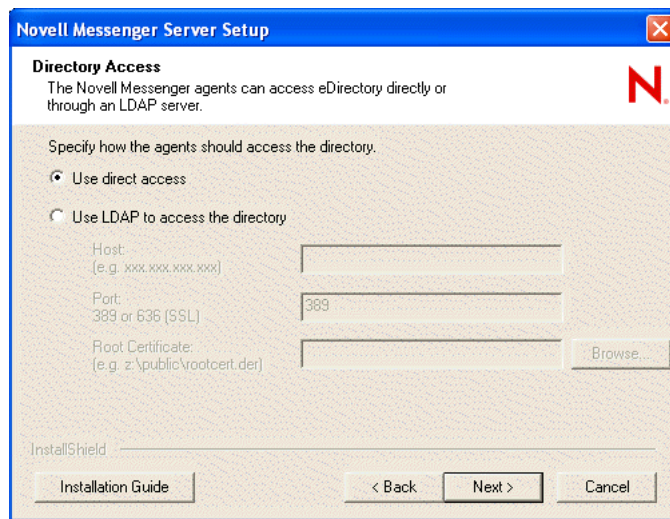 Novell Messenger Server Setup
Directory Access
The Novell Messenger agents can access eDirectory directly or
through an LDAP server.
N.
Specify how the agents should access the directory.
Use direct access
Use LDAP to access the directory
Host:
(e.g. xxx.xxx.xxx.xxx)
Port:
389 or 636 (SSL)
389
Root Certificate:
(e.g. z:\public\rootcert.der)
Browse...
InstallShield
Installation Guide
< Back
Next >
Cancel